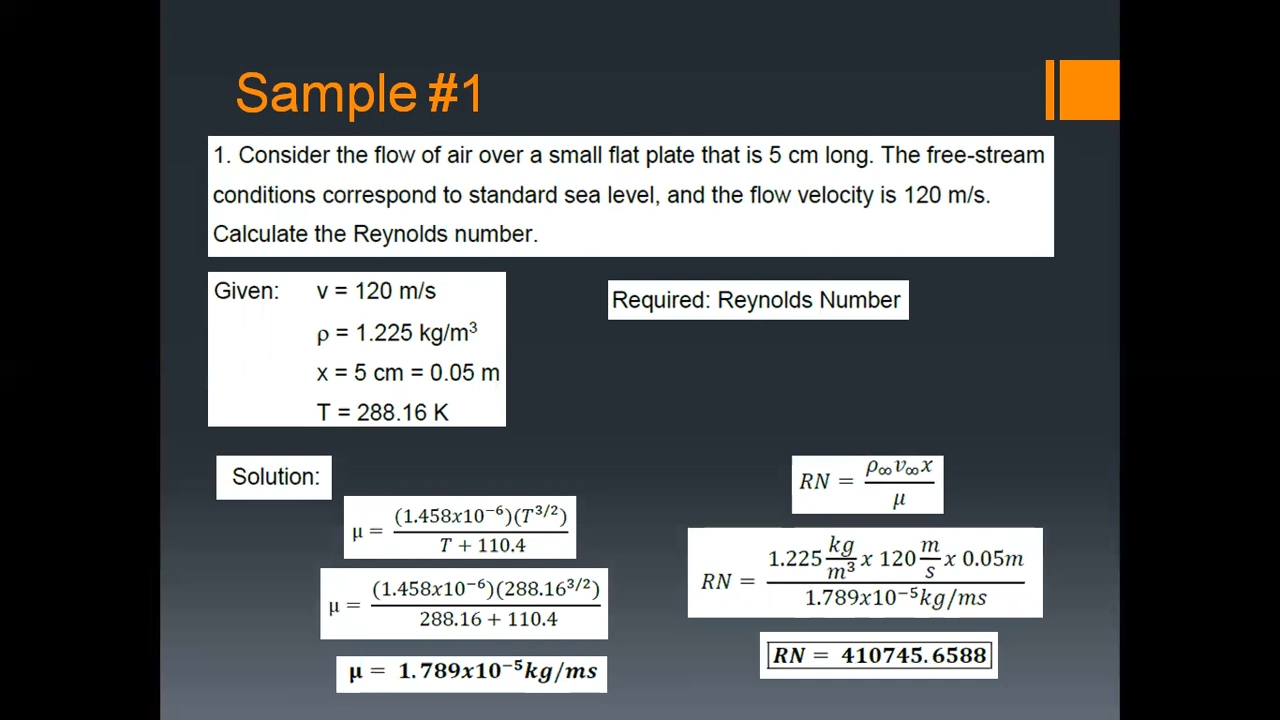 Sample #1
1. Consider the flow of air over a small flat plate that is 5 cm long. The free-stream
conditions correspond to standard sea level, and the flow velocity is 120 m/s.
Calculate the Reynolds number.
Given: v = 120 m/s
ρ = 1.225 kg/m³
x = 5 cm = 0.05 m
T = 288.16 K
Required: Reynolds Number
Solution:
μ = (1.458x10⁻⁶)(T^3/2) / T + 110.4
μ = (1.458x10⁻⁶)(288.16^3/2) / 288.16 + 110.4
μ = 1.789x10⁻⁵kg/ms
RN = ρ∞v∞x / μ
RN = 1.225 kg/m³ x 120 m/s x 0.05m / 1.789x10⁻⁵kg/ms
RN = 410745.6588